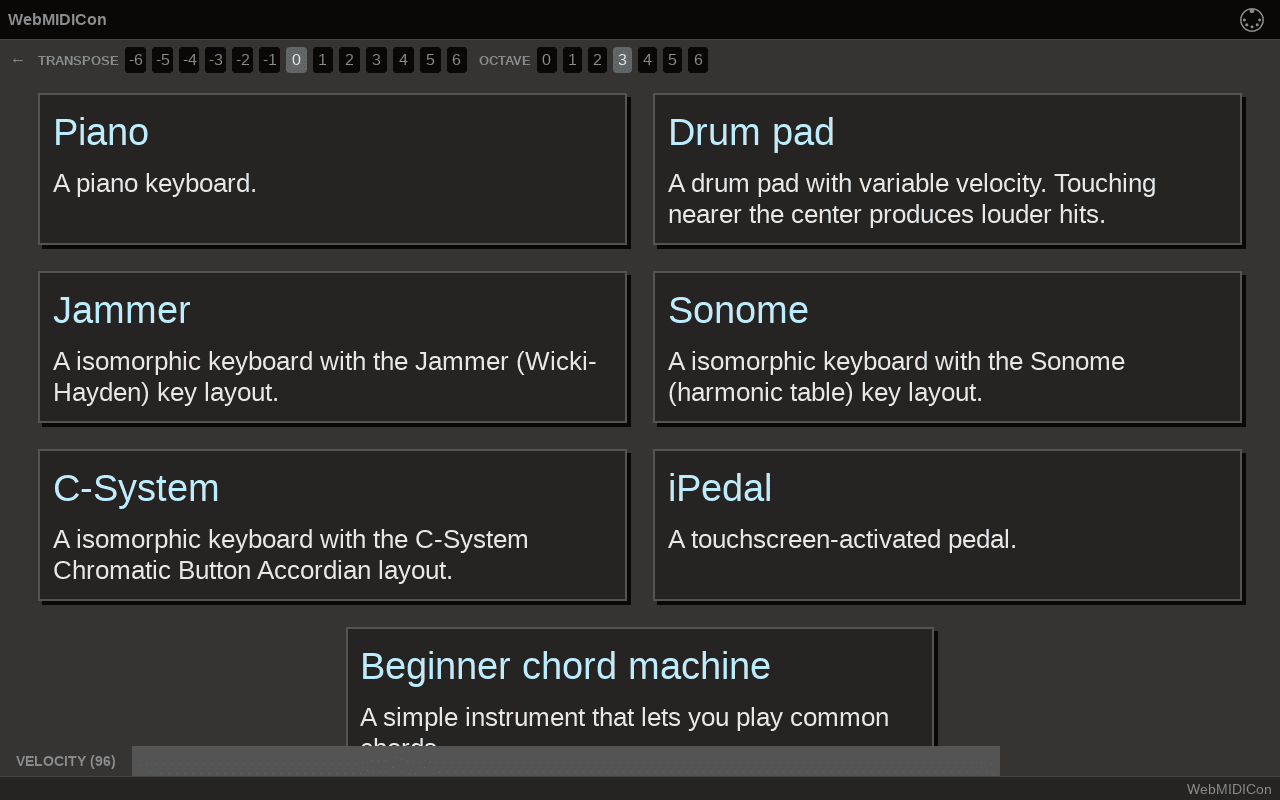 WebMIDICon
← TRANSPOSE -6 -5 -4 -3 -2 -1 0 1 2 3 4 5 6 OCTAVE 0 1 2 3 4 5 6
Piano
A piano keyboard.
Drum pad
A drum pad with variable velocity. Touching
nearer the center produces louder hits.
Jammer
A isomorphic keyboard with the Jammer (Wicki-
Hayden) key layout.
Sonome
A isomorphic keyboard with the Sonome
(harmonic table) key layout.
C-System
A isomorphic keyboard with the C-System
Chromatic Button Accordian layout.
iPedal
A touchscreen-activated pedal.
Beginner chord machine
A simple instrument that lets you play common
chords.
VELOCITY (96)
WebMIDICon